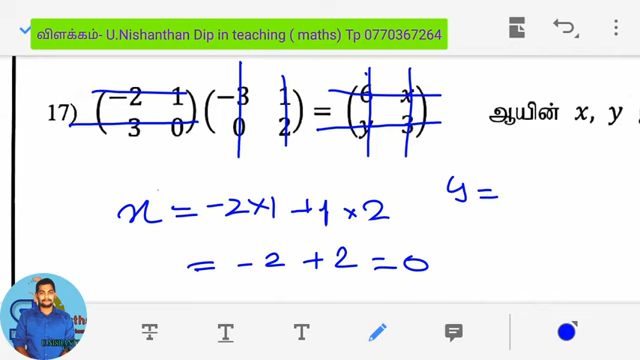 விளக்கம்- U.Nishanthan Dip in teaching ( maths) Tp 0770367264
17) (−2 1 (−3 1 = (6 x ஆயின் x, y
3 0) 0 2) y 3)
x = -2×1 +1×2 y =
= -2 +2 = 0
T T T